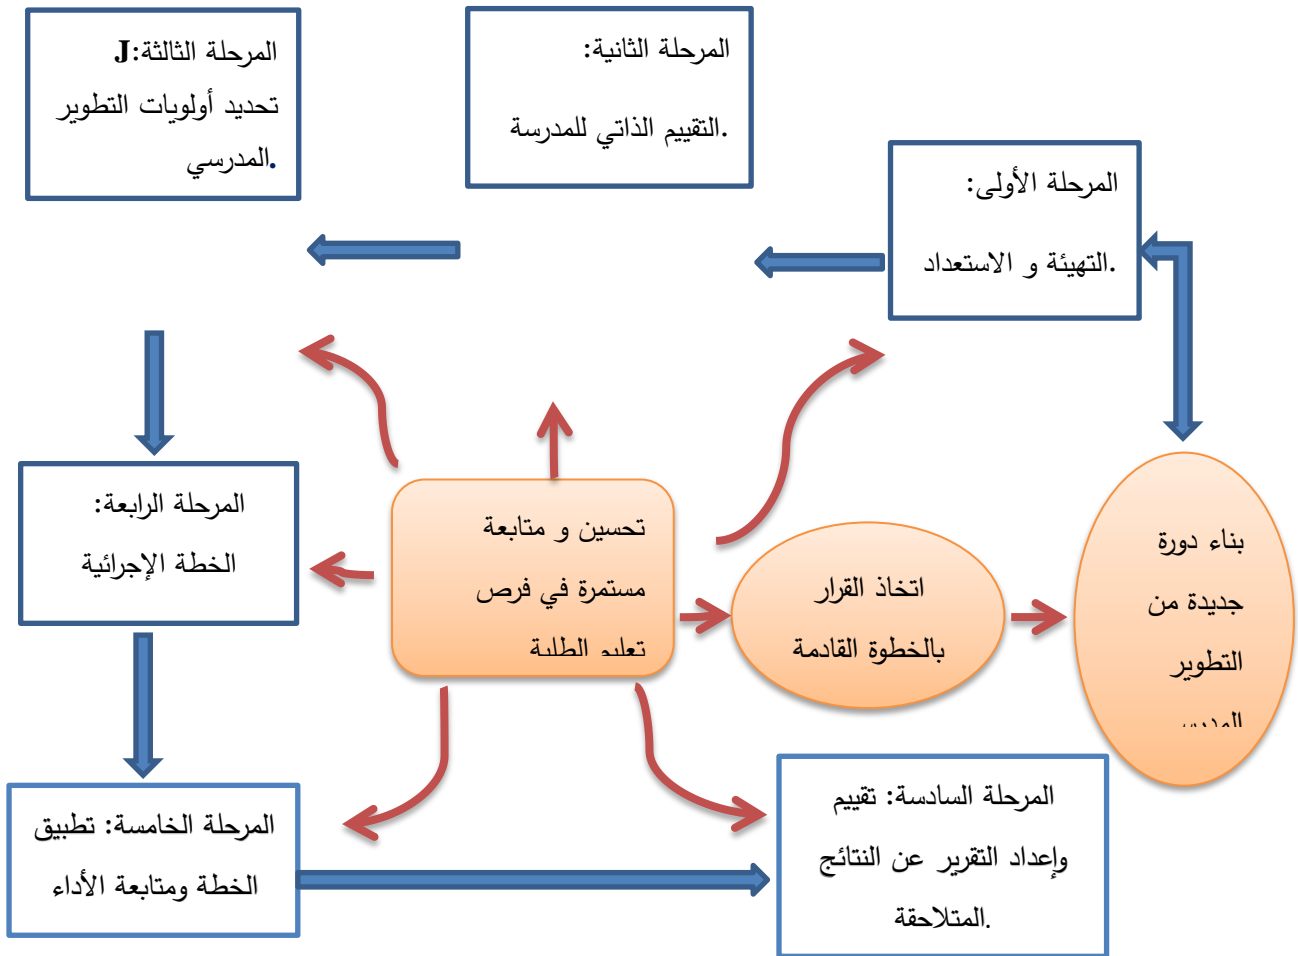 المرحلة الأولى:
التهيئة و الاستعداد.
المرحلة الثانية:
التقييم الذاتي للمدرسة.
المرحلة الثالثة:J
تحديد أولويات التطوير
المدرسي.
المرحلة الرابعة:
الخطة الإجرائية
المرحلة الخامسة: تطبيق
الخطة ومتابعة الأداء
المرحلة السادسة: تقييم
وإعداد التقرير عن النتائج
المتلاحقة.
تحسين و متابعة
مستمرة في فرص
تعليم الطلبة
اتخاذ القرار
بالخطوة القادمة
بناء دورة
جديدة من
التطوير